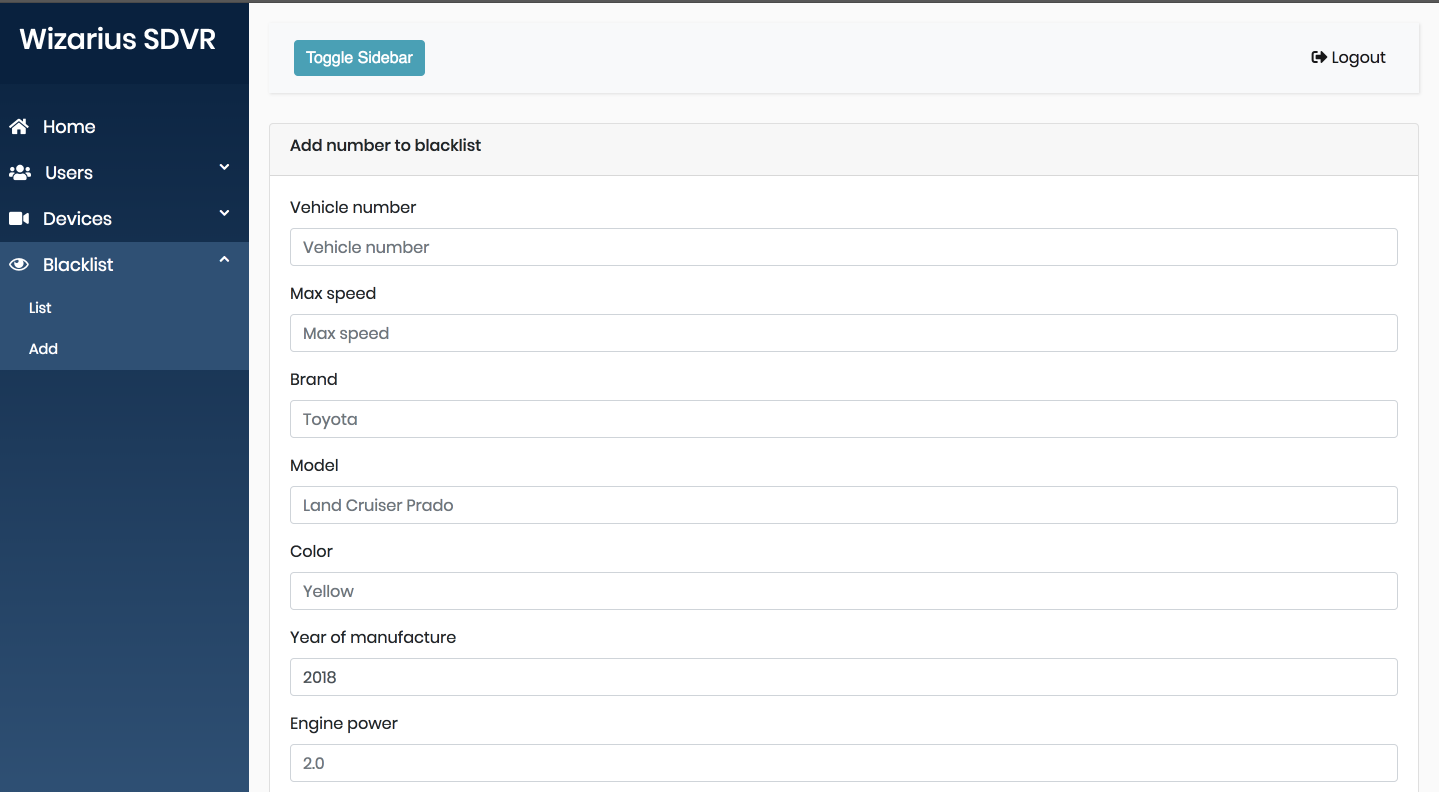 Wizarius SDVR
Toggle Sidebar
Logout
Home
Users
Devices
Blacklist
List
Add
Add number to blacklist
Vehicle number
Vehicle number
Max speed
Max speed
Brand
Toyota
Model
Land Cruiser Prado
Color
Yellow
Year of manufacture
2018
Engine power
2.0